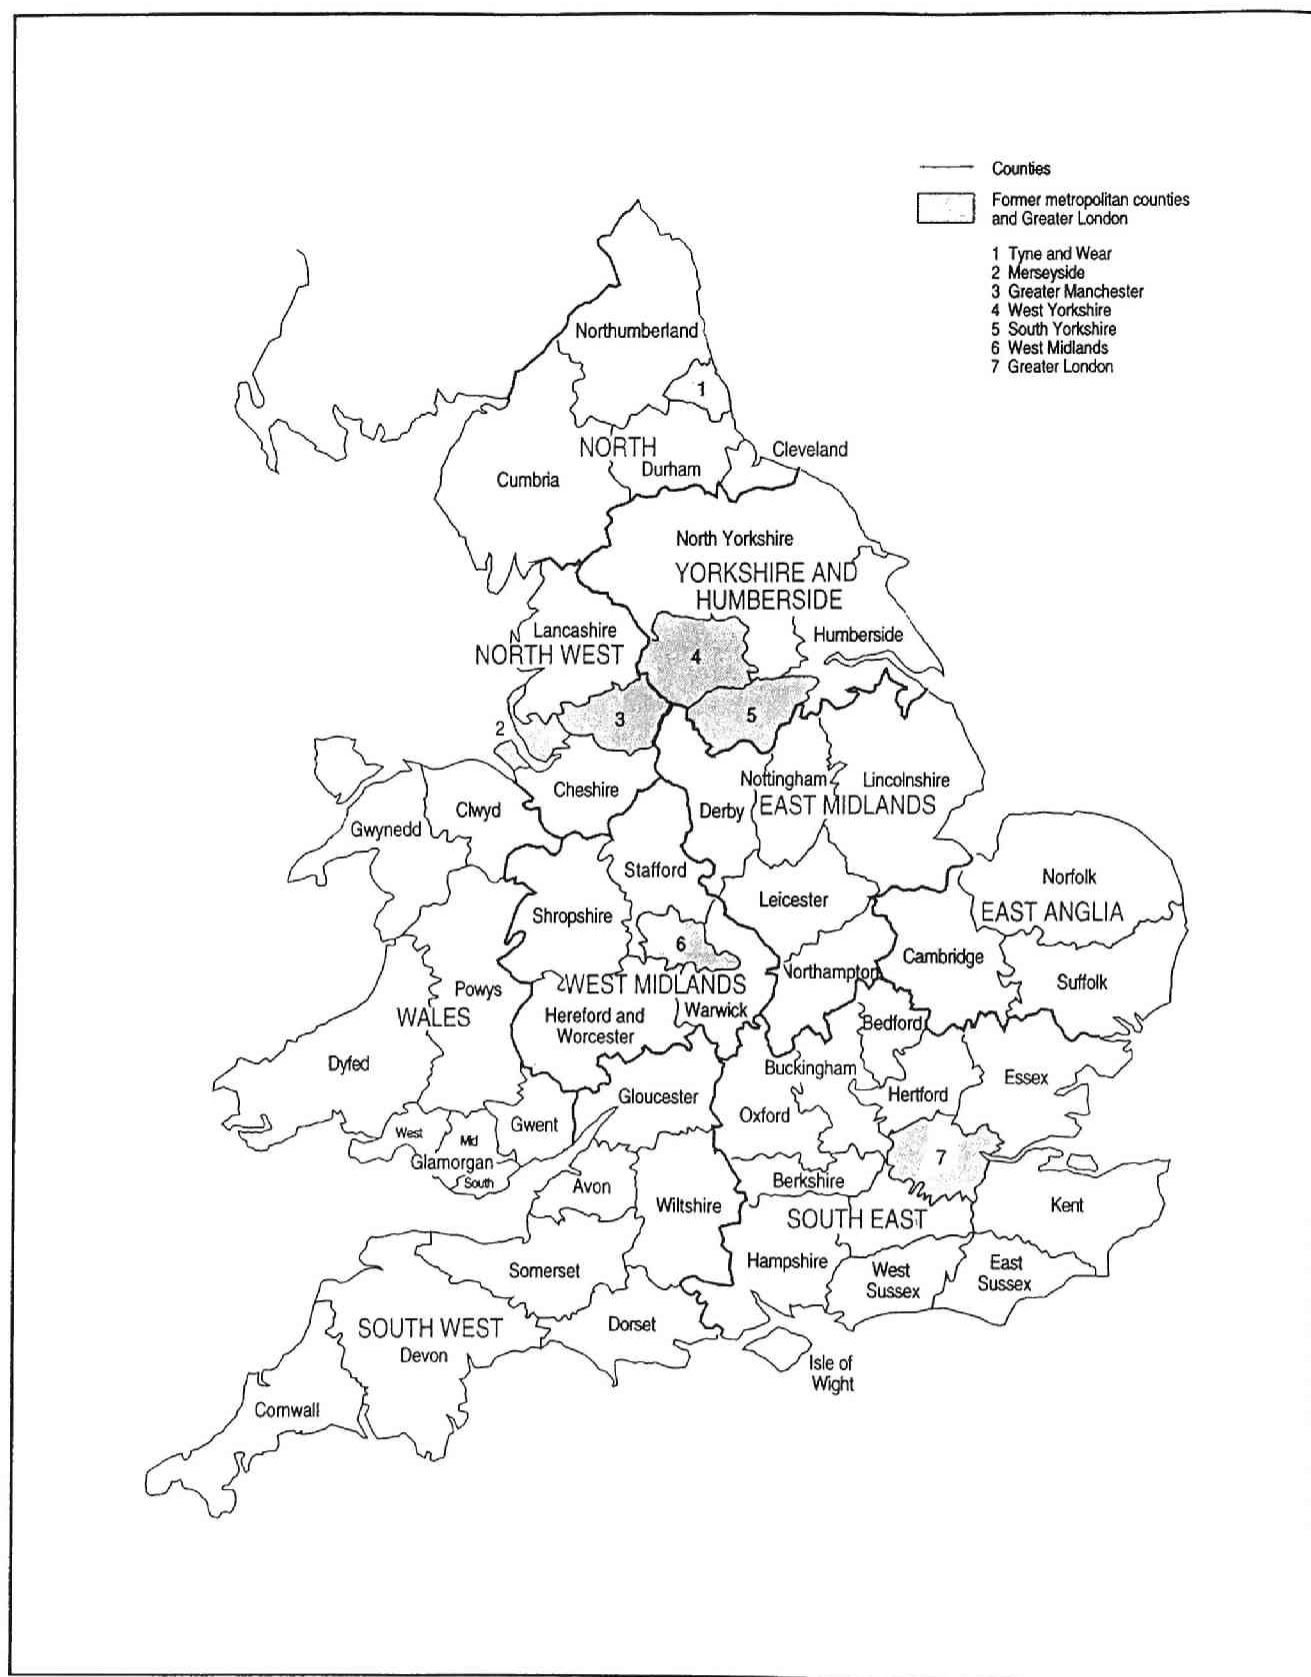 Counties
Former metropolitan counties
and Greater London
1 Tyne and Wear
2 Merseyside
3 Greater Manchester
4 West Yorkshire
5 South Yorkshire
6 West Midlands
7 Greater London
Northumberland
1
NORTH
Cleveland
Durham
Cumbria
North Yorkshire
YORKSHIRE AND
HUMBERSIDE
Lancashire
Humberside
NORTH WEST
4
3
5
2
Cheshire
Nottingham
Lincolnshire
Derby
EAST MIDLANDS
Clwyd
Gwynedd
Stafford
Norfolk
Leicester
EAST ANGLIA
Shropshire
6
Cambridge
Northampton
Suffolk
WEST MIDLANDS
Powys
Warwick
WALES
Hereford and
Worcester
Bedford
Dyfed
Buckingham
Essex
Gloucester
Hertford
Oxford
Gwent
West
Mid
Glamorgan
South
7
Avon
Berkshire
Wiltshire
Kent
SOUTH EAST
Somerset
Hampshire
West
Sussex
East
Sussex
Dorset
SOUTH WEST
Devon
Isle of
Wight
Cornwall